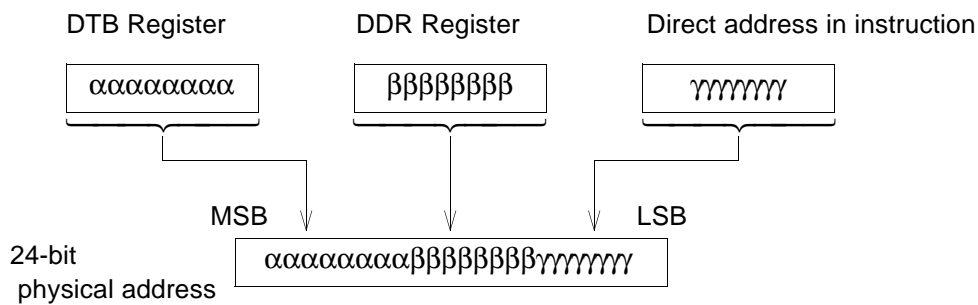 DTB Register DDR Register Direct address in instruction
αααααααα ββββββββ γγγγγγγγ
MSB LSB
ααααααααββββββββγγγγγγγγ
24-bit
physical address